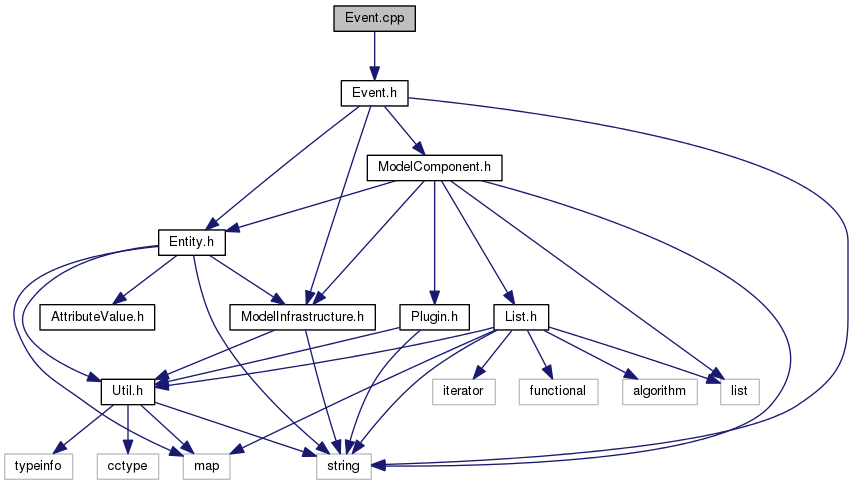 Event.cpp
Event.h
ModelComponent.h
Entity.h
AttributeValue.h
ModelInfrastructure.h
Plugin.h
List.h
Util.h
iterator
functional
algorithm
list
typeinfo
cctype
map
string